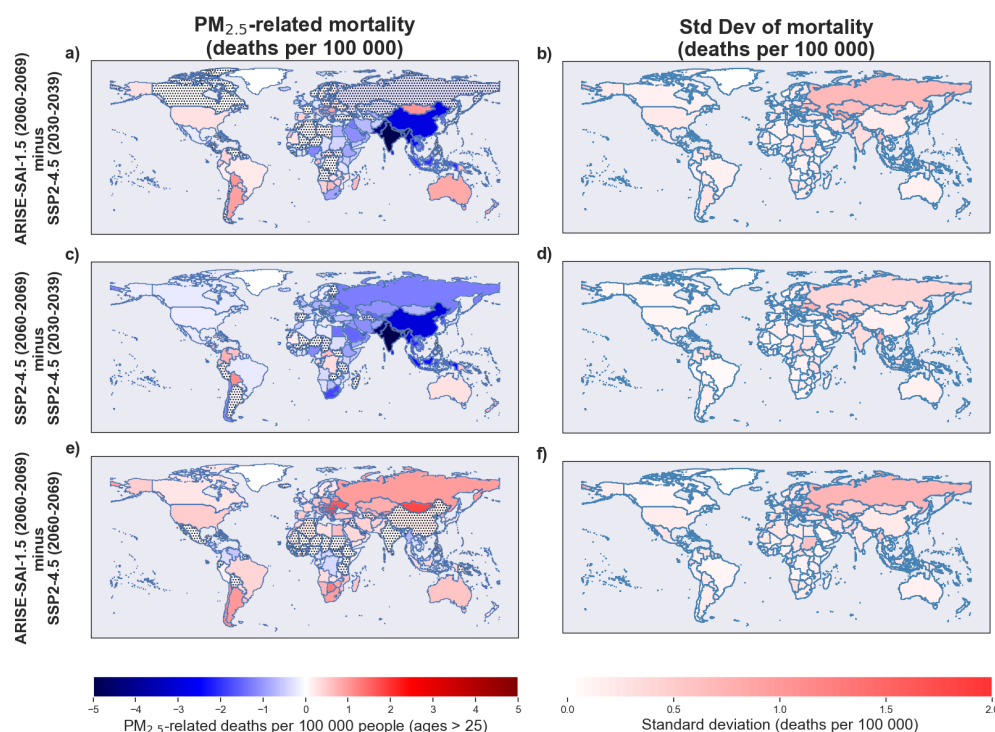 PM2.5-related mortality
(deaths per 100 000)
Std Dev of mortality
(deaths per 100 000)
a)
b)
ARISE-SAI-1.5 (2060-2069)
minus
SSP2-4.5 (2030-2039)
c)
d)
SSP2-4.5 (2060-2069)
minus
SSP2-4.5 (2030-2039)
e)
f)
ARISE-SAI-1.5 (2060-2069)
minus
SSP2-4.5 (2060-2069)
−5 −4 −3 −2 −1 0 1 2 3 4 5
PM2.5-related deaths per 100 000 people (ages > 25)
0.0 0.5 1.0 1.5 2.0
Standard deviation (deaths per 100 000)